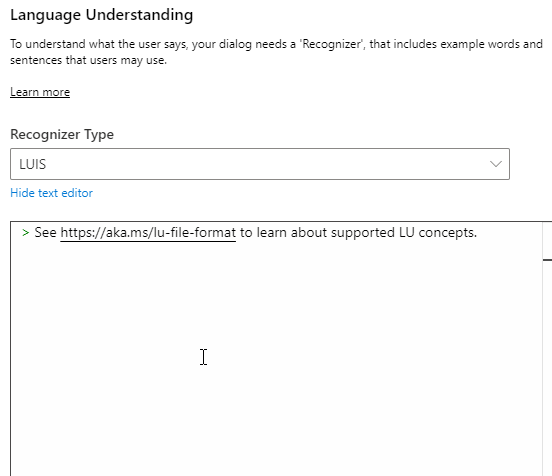 Language Understanding
To understand what the user says, your dialog needs a 'Recognizer', that includes example words and
sentences that users may use.
Learn more
Recognizer Type
LUIS
Hide text editor
> See https://aka.ms/lu-file-format to learn about supported LU concepts.